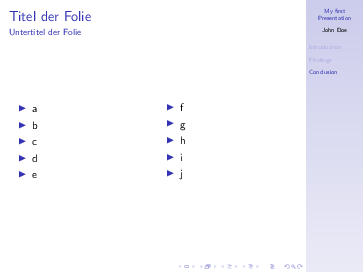 Titel der Folie
Untertitel der Folie
a
b
c
d
e
f
g
h
i
j
My first
Presentation
John Doe
Introduction
Findings
Conclusion